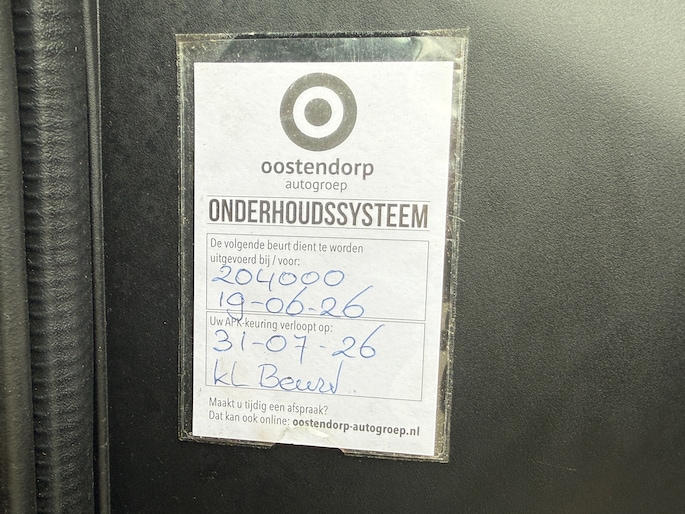 oostendorp
autogroep
ONDERHOUDSSYSTEEM
De volgende beurt dient te worden
uitgevoerd bij / voor:
204000
19-06-26
Uw APK-keuring verloopt op:
31-07-26
KL Beurt
Maakt u tijdig een afspraak?
Dat kan ook online: oostendorp-autogroep.nl